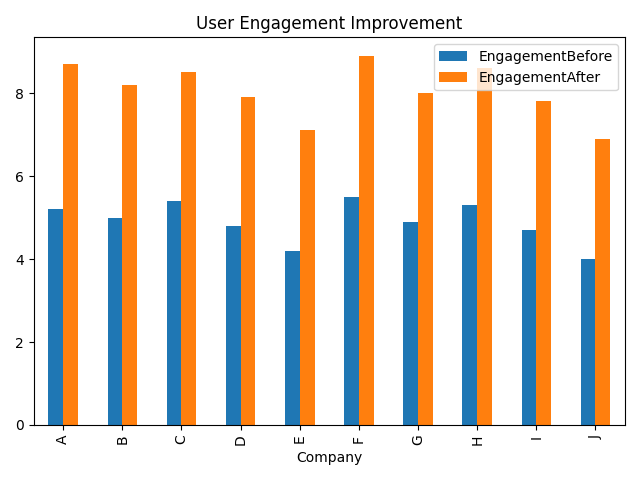 User Engagement Improvement
EngagementBefore
EngagementAfter
8
6
4
2
0
A
B
C
D
E
F
G
H
I
J
Company